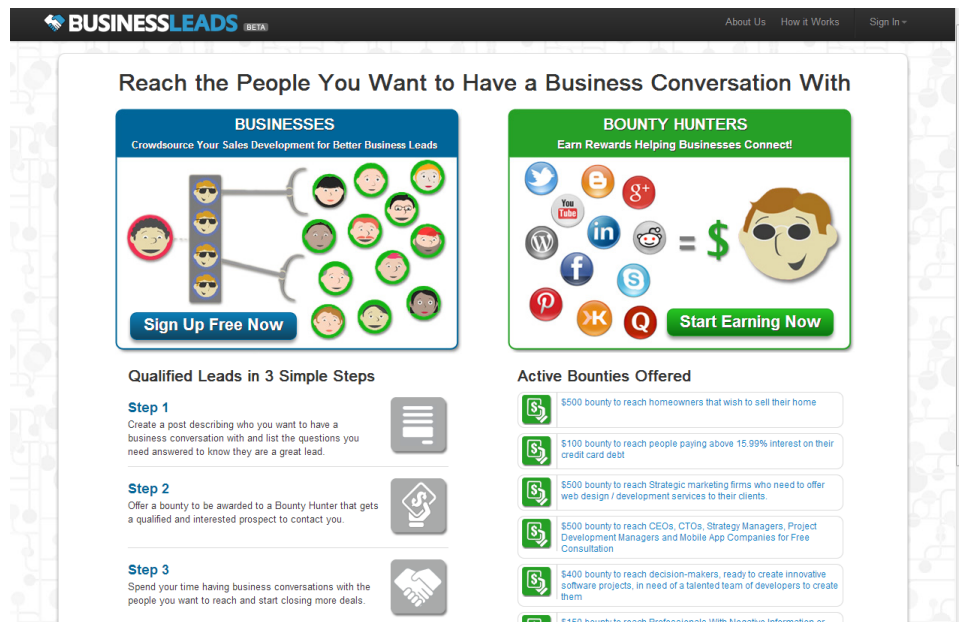 BUSINESSLEADS BETA
About Us How it Works Sign In
Reach the People You Want to Have a Business Conversation With
BUSINESSES
Crowdsource Your Sales Development for Better Business Leads
Sign Up Free Now
BOUNTY HUNTERS
Earn Rewards Helping Businesses Connect!
g+
You
Tube
in
f
S
Q
= $
Start Earning Now
Qualified Leads in 3 Simple Steps
Step 1
Create a post describing who you want to have a
business conversation with and list the questions you
need answered to know they are a great lead.
Step 2
Offer a bounty to be awarded to a Bounty Hunter that gets
a qualified and interested prospect to contact you.
Step 3
Spend your time having business conversations with the
people you want to reach and start closing more deals.
Active Bounties Offered
$500 bounty to reach homeowners that wish to sell their home
$100 bounty to reach people paying above 15.99% interest on their
credit card debt
$500 bounty to reach Strategic marketing firms who need to offer
web design / development services to their clients.
$500 bounty to reach CEOs, CTOs, Strategy Managers, Project
Development Managers and Mobile App Companies for Free
Consultation
$400 bounty to reach decision-makers, ready to create innovative
software projects, in need of a talented team of developers to create
them
$150 bounty to reach Professionals With Negative Information or